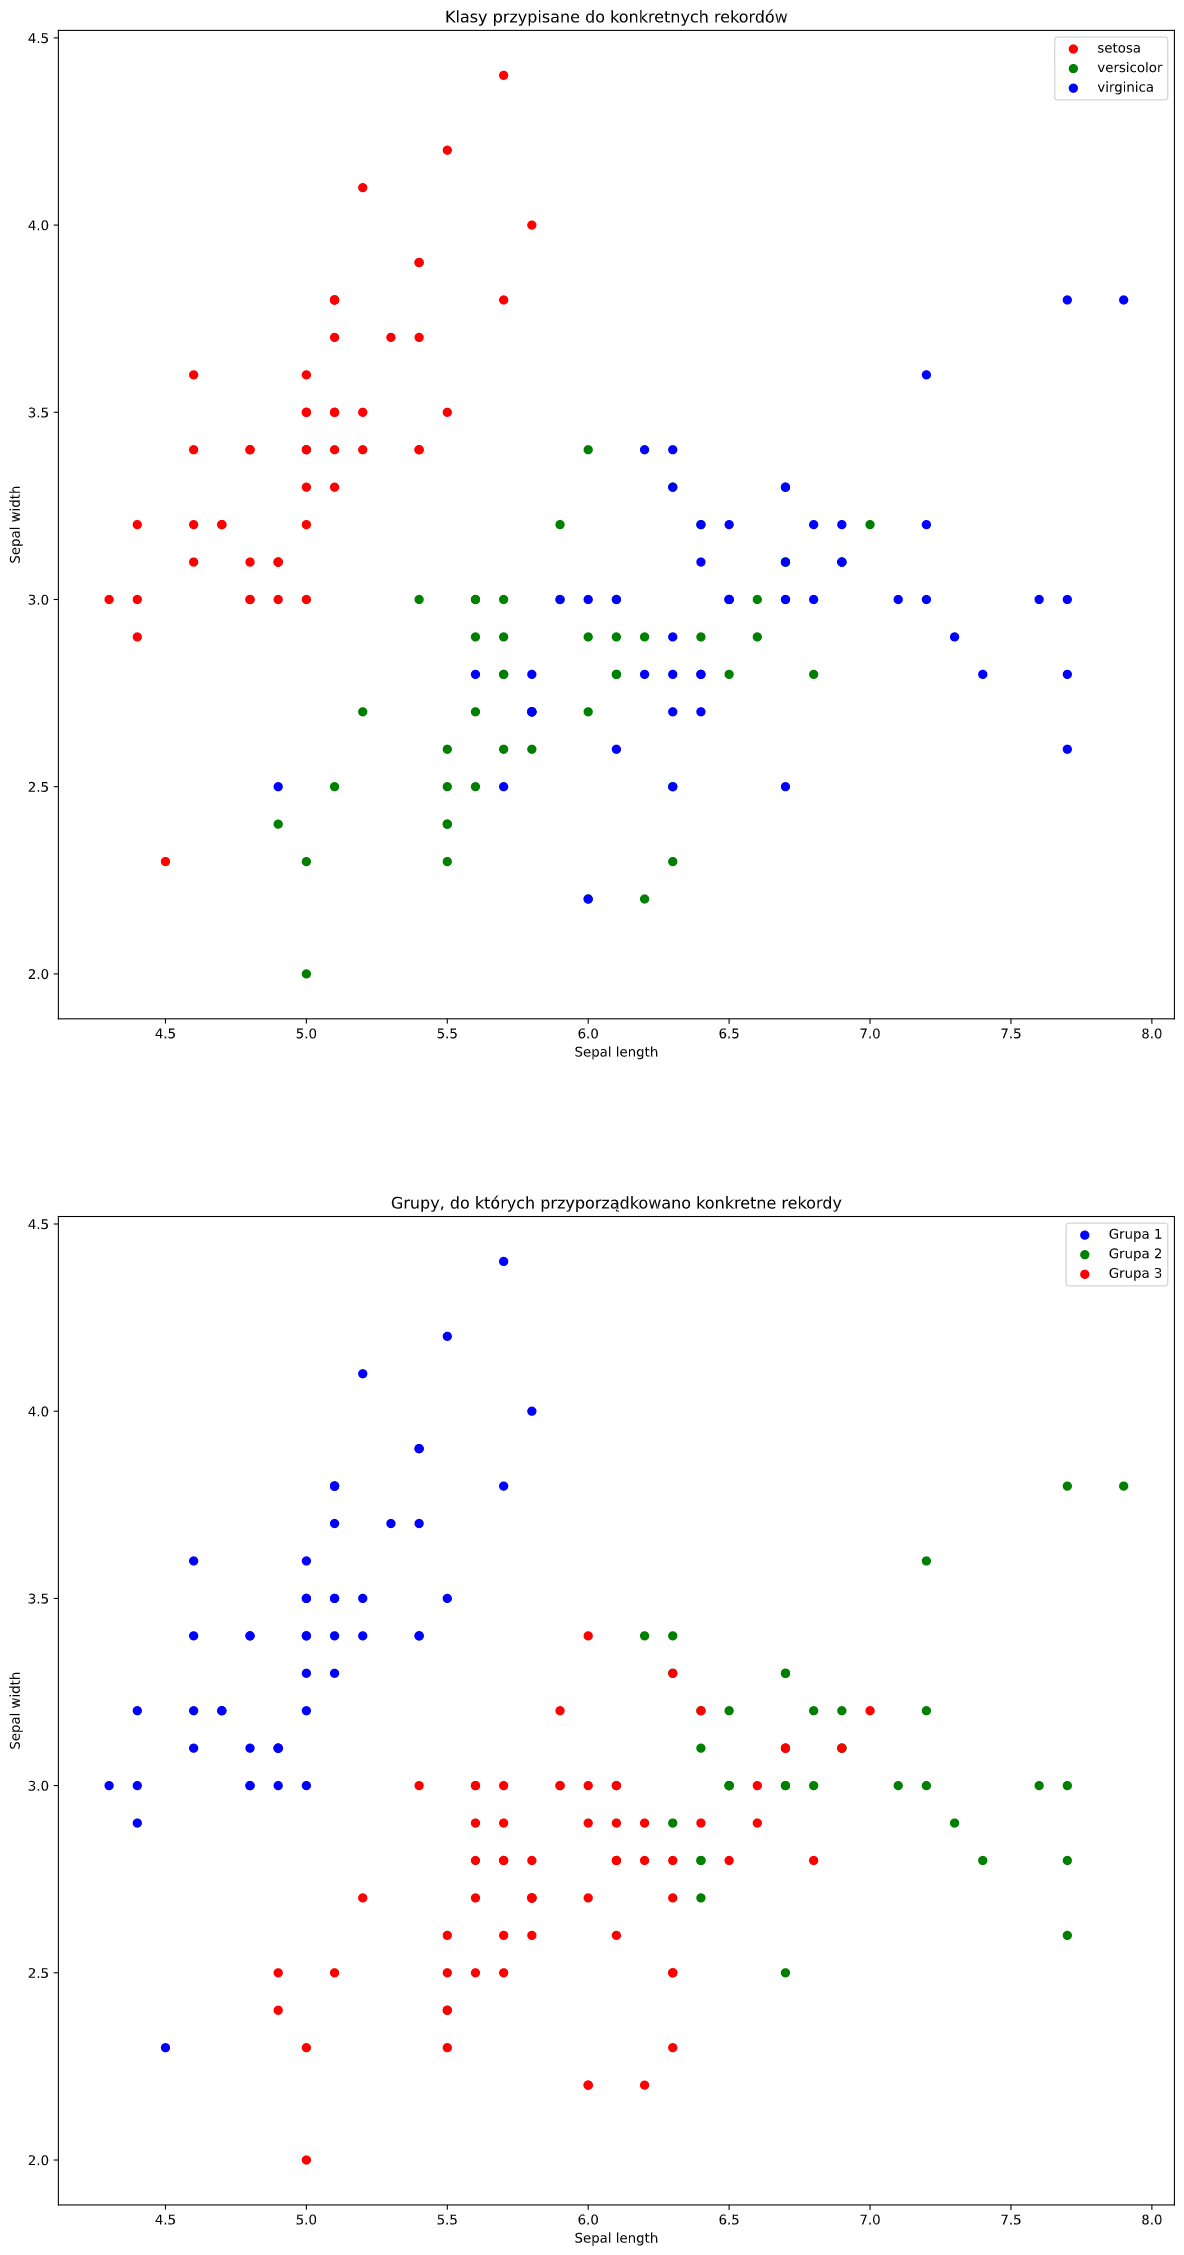 Klasy przypisane do konkretnych rekordów
4.5
4.0
3.5
3.0
2.5
2.0
Sepal width
setosa
versicolor
virginica
4.5 5.0 5.5 6.0 6.5 7.0 7.5 8.0
Sepal length
Grupy, do których przyporządkowano konkretne rekordy
4.5
4.0
3.5
3.0
2.5
2.0
Sepal width
Grupa 1
Grupa 2
Grupa 3
4.5 5.0 5.5 6.0 6.5 7.0 7.5 8.0
Sepal length